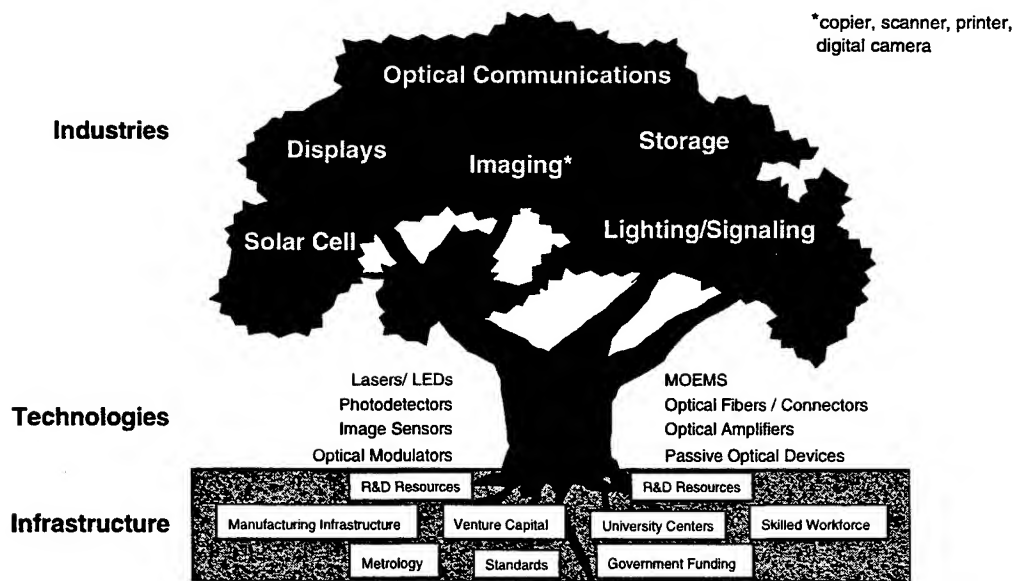 *copier, scanner, printer,
digital camera
Optical Communications
Industries
Displays
Imaging*
Storage
Solar Cell
Lighting/Signaling
Technologies
Lasers/ LEDs
Photodetectors
Image Sensors
Optical Modulators
MOEMS
Optical Fibers / Connectors
Optical Amplifiers
Passive Optical Devices
Infrastructure
R&D Resources
R&D Resources
Manufacturing Infrastructure
Venture Capital
University Centers
Skilled Workforce
Metrology
Standards
Government Funding